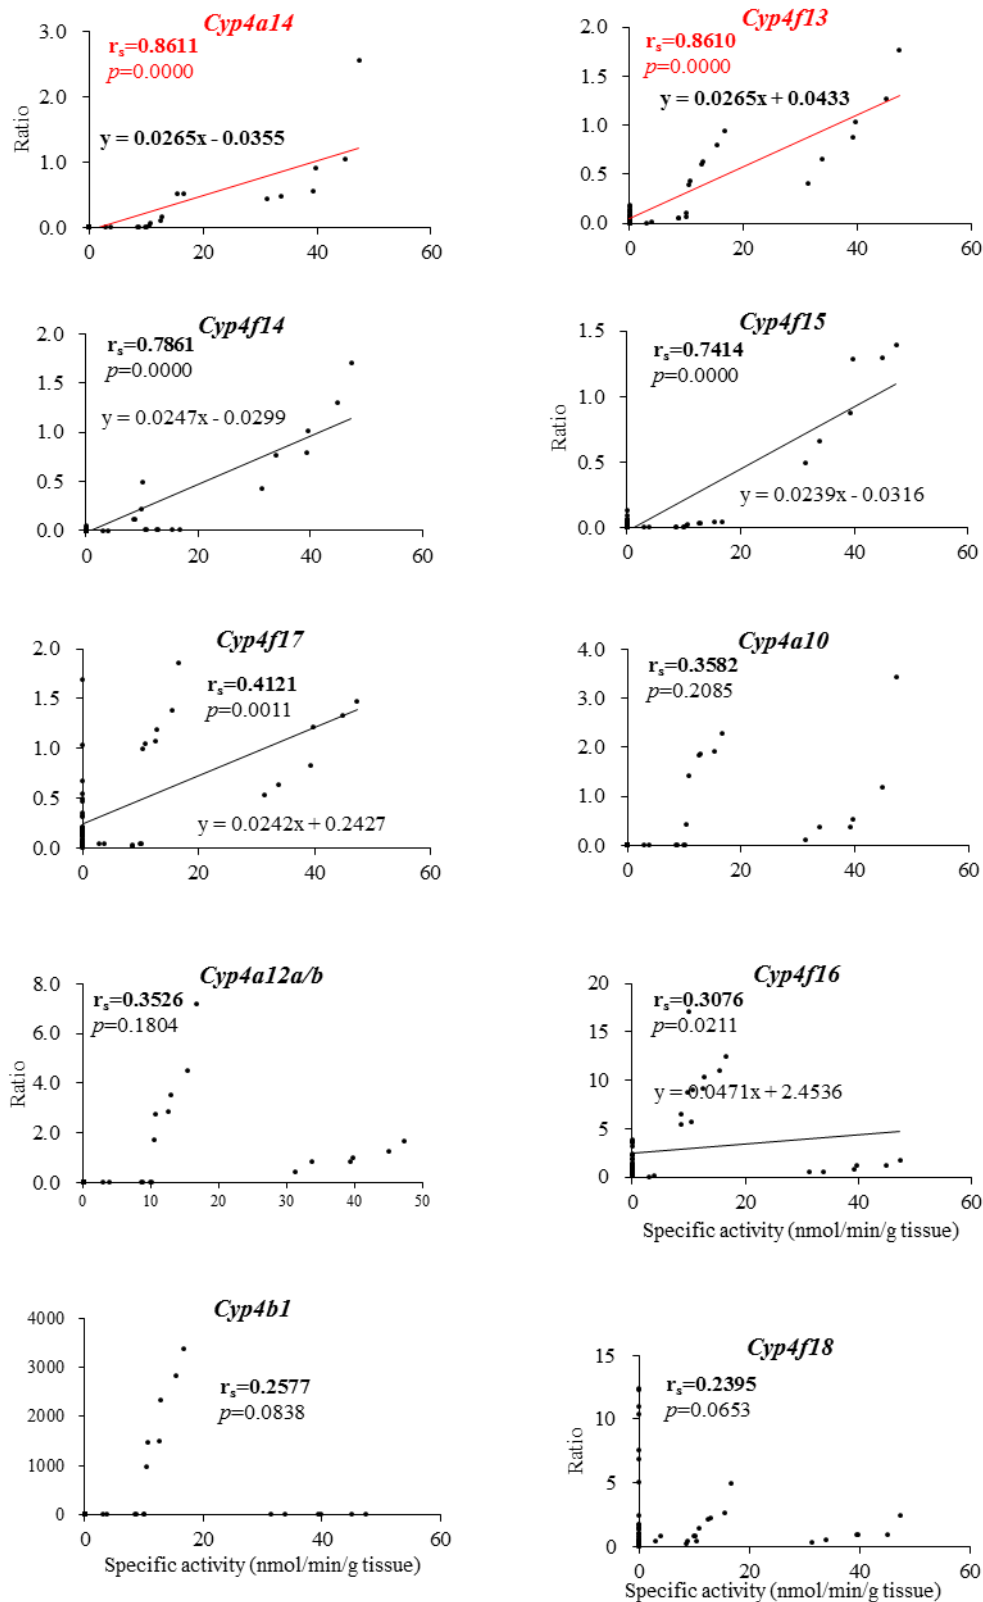 Cyp4a14
r_s=0.8611
p=0.0000
y = 0.0265x - 0.0355
Ratio
3.0
2.0
1.0
0.0
0 20 40 60
Cyp4f13
r_s=0.8610
p=0.0000
y = 0.0265x + 0.0433
2.0
1.5
1.0
0.5
0.0
0 20 40 60
Cyp4f14
r_s=0.7861
p=0.0000
y = 0.0247x - 0.0299
2.0
1.5
1.0
0.5
0.0
0 20 40 60
Cyp4f15
r_s=0.7414
p=0.0000
y = 0.0239x - 0.0316
Ratio
1.5
1.0
0.5
0.0
0 20 40 60
Cyp4f17
r_s=0.4121
p=0.0011
y = 0.0242x + 0.2427
2.0
1.5
1.0
0.5
0.0
0 20 40 60
Cyp4a10
r_s=0.3582
p=0.2085
4.0
3.0
2.0
1.0
0.0
0 20 40 60
Cyp4a12a/b
r_s=0.3526
p=0.1804
Ratio
8.0
6.0
4.0
2.0
0.0
0 10 20 30 40 50
Cyp4f16
r_s=0.3076
p=0.0211
y = 0.0471x + 2.4536
20
15
10
5
0
0 20 40 60
Specific activity (nmol/min/g tissue)
Cyp4b1
r_s=0.2577
p=0.0838
4000
3000
2000
1000
0
0 20 40 60
Specific activity (nmol/min/g tissue)
Cyp4f18
r_s=0.2395
p=0.0653
Ratio
15
10
5
0
0 20 40 60
Specific activity (nmol/min/g tissue)